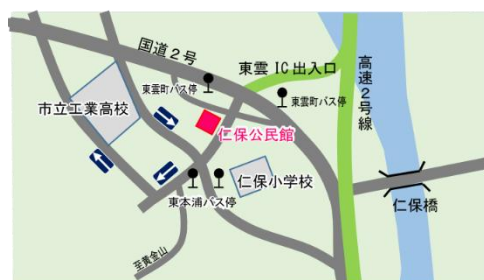 国道2号
東雲町バス停
東雲IC出入口
高速2号線
東雲町バス停
市立工業高校
仁保公民館
仁保小学校
東本浦バス停
仁保橋
至黄金山